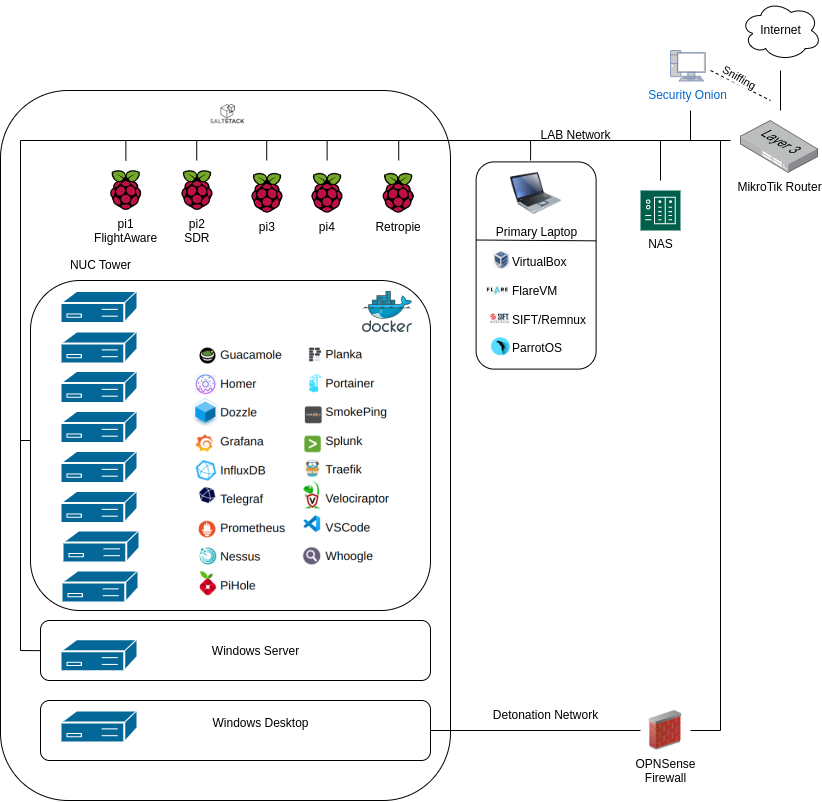 Internet
Sniffing
Security Onion
SALTSTACK
LAB Network
Layer 3
MikroTik Router
pi1
FlightAware
pi2
SDR
pi3
pi4
Retropie
Primary Laptop
NAS
VirtualBox
FLARE
FlareVM
SIFT
SIFT/Remnux
ParrotOS
NUC Tower
docker
Guacamole
Planka
Homer
Portainer
Dozzle
SmokePing
Grafana
Splunk
InfluxDB
Traefik
Telegraf
Velociraptor
Prometheus
VSCode
Nessus
Whoogle
PiHole
Windows Server
Windows Desktop
Detonation Network
OPNSense
Firewall